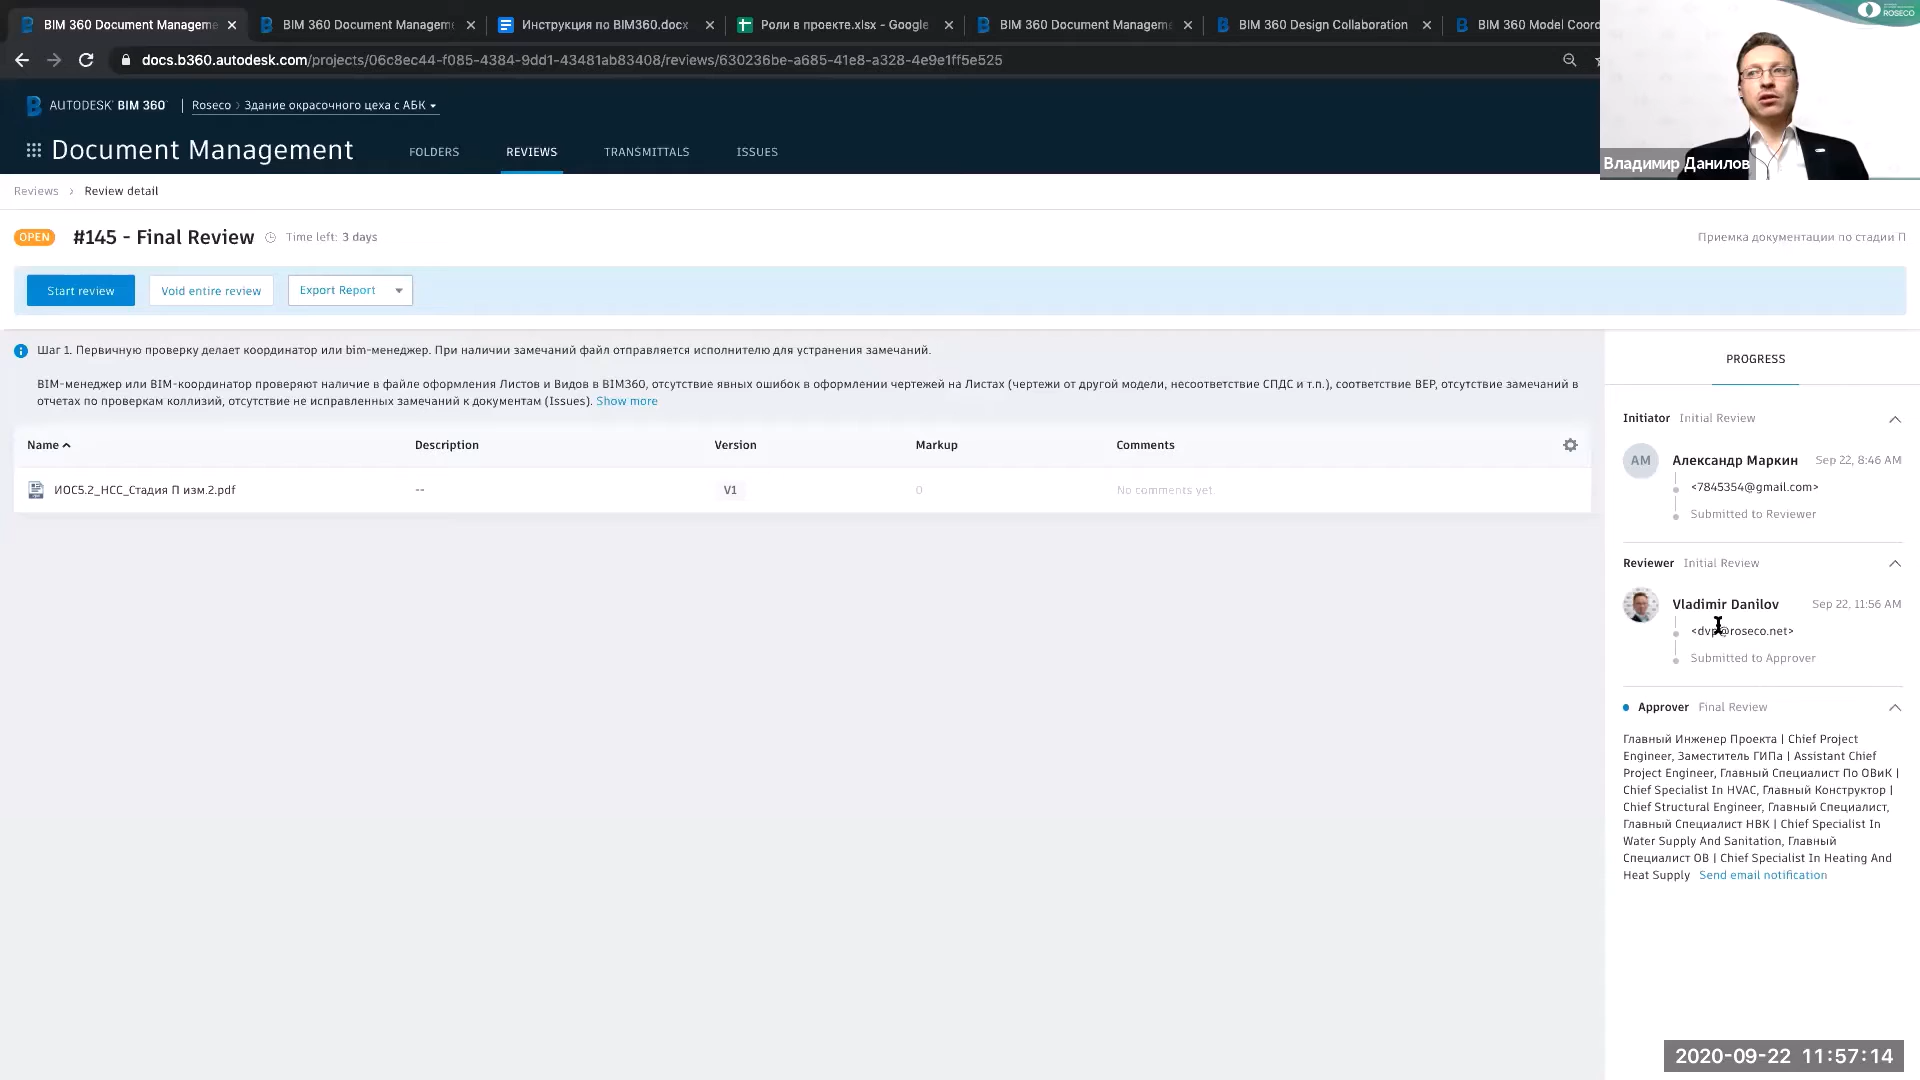 BIM 360 Document Manageme
BIM 360 Document Manageme
Инструкция по BIM360.docx
Роли в проекте.xlsx - Google
BIM 360 Document Manageme
BIM 360 Design Collaboration
BIM 360 Model Coord
docs.b360.autodesk.com/projects/06c8ec44-f085-4384-9dd1-43481ab83408/reviews/630236be-a685-41e8-a328-4e9e1ff5e525
ROSECO
Владимир Данилов
AUTODESK BIM 360
Roseco > Здание окрасочного цеха с АБК
Document Management
FOLDERS
REVIEWS
TRANSMITTALS
ISSUES
Reviews > Review detail
OPEN
#145 - Final Review
Time left: 3 days
Приемка документации по стадии П
Start review
Void entire review
Export Report
Шаг 1. Первичную проверку делает координатор или bim-менеджер. При наличии замечаний файл отправляется исполнителю для устранения замечаний.
BIM-менеджер или BIM-координатор проверяют наличие в файле оформления Листов и Видов в BIM360, отсутствие явных ошибок в оформлении чертежей на Листах (чертежи от другой модели, несоответствие СПДС и т.п.), соответствие BEP, отсутствие замечаний в
отчетах по проверкам коллизий, отсутствие не исправленных замечаний к документам (Issues). Show more
Name
Description
Version
Markup
Comments
ИОС5.2_НСС_Стадия П изм.2.pdf
--
V1
0
No comments yet
PROGRESS
Initiator Initial Review
AM
Александр Маркин Sep 22, 8:46 AM
<7845354@gmail.com>
Submitted to Reviewer
Reviewer Initial Review
Vladimir Danilov Sep 22, 11:56 AM
@roseco.net>
Submitted to Approver
Approver Final Review
Главный Инженер Проекта | Chief Project
Engineer, Заместитель ГИПа | Assistant Chief
Project Engineer, Главный Специалист По ОВиК |
Chief Specialist In HVAC, Главный Конструктор |
Chief Structural Engineer, Главный Специалист,
Главный Специалист НВК | Chief Specialist In
Water Supply And Sanitation, Главный
Специалист ОВ | Chief Specialist In Heating And
Heat Supply Send email notification
2020-09-22 11:57:14